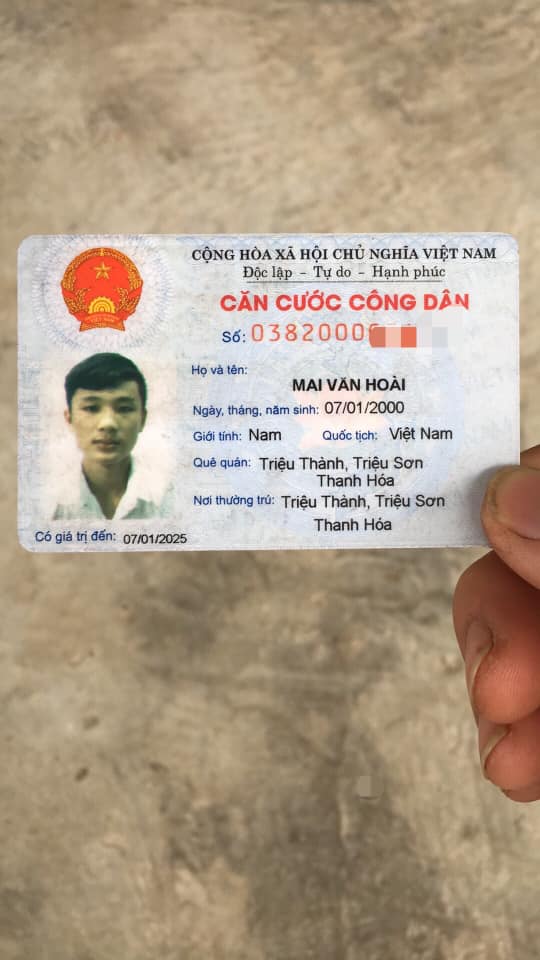 CỘNG HÒA XÃ HỘI CHỦ NGHĨA VIỆT NAM
Độc lập - Tự do - Hạnh phúc
CĂN CƯỚC CÔNG DÂN
Số: 0382000
Họ và tên:
MAI VĂN HOÀI
Ngày, tháng, năm sinh: 07/01/2000
Giới tính: Nam Quốc tịch: Việt Nam
Quê quán: Triệu Thành, Triệu Sơn
Thanh Hóa
Nơi thường trú: Triệu Thành, Triệu Sơn
Thanh Hóa
Có giá trị đến: 07/01/2025